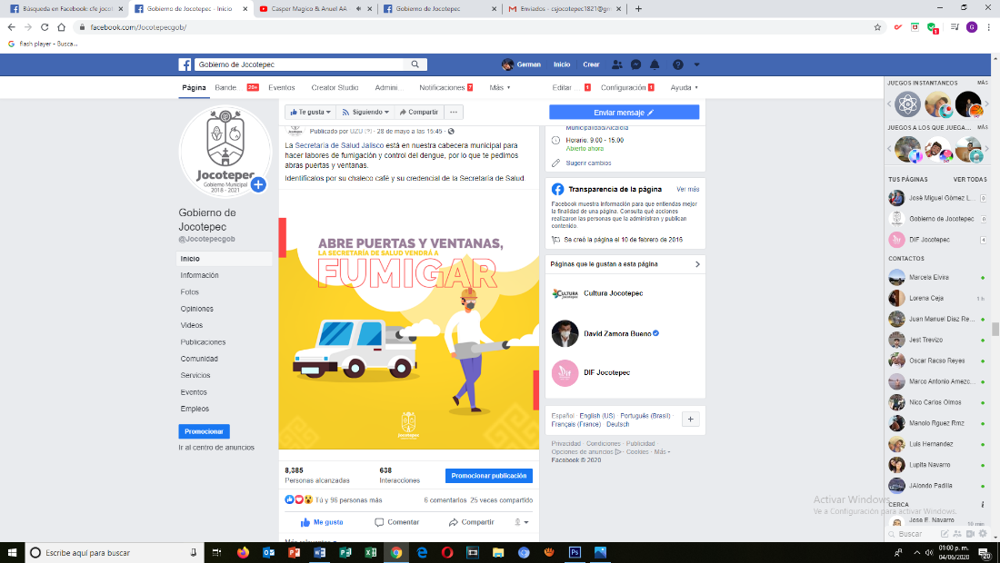 Búsqueda en Facebook: cfe jocot
Gobierno de Jocotepec - Inicio
Casper Magico & Anuel AA
Gobierno de Jocotepec
Enviados - csjocotepec1821@gm
facebook.com/Jocotepecgob/
flash player - Busca...
Gobierno de Jocotepec
German Inicio Crear
Página Bande 20+ Eventos Creator Studio Admini... Notificaciones 7 Más Editar ... 1 Configuración 1 Ayuda
Te gusta Siguiendo Compartir ...
Enviar mensaje
Jocotepec
Gobierno Municipal
2018 - 2021
Gobierno de
Jocotepec
@Jocotepecgob
Inicio
Información
Fotos
Opiniones
Videos
Publicaciones
Comunidad
Servicios
Eventos
Empleos
Promocionar
Ir al centro de anuncios
Publicado por UZU [?] · 28 de mayo a las 15:45 ·
La Secretaría de Salud Jalisco está en nuestra cabecera municipal para
hacer labores de fumigación y control del dengue, por lo que te pedimos
abras puertas y ventanas.
Identifícalos por su chaleco café y su credencial de la Secretaría de Salud
ABRE PUERTAS Y VENTANAS,
LA SECRETARÍA DE SALUD VENDRÁ A
FUMIGAR
Jocotepec
8,385
Personas alcanzadas
638
Interacciones
Promocionar publicación
Tú y 96 personas más
6 comentarios 25 veces compartido
Me gusta Comentar Compartir
Más relevantes
Municipalidad/Alcaldía
Horario: 9:00 - 15:00
Abierto ahora
Sugerir cambios
Transparencia de la página Ver más
Facebook muestra información para que entiendas mejor
la finalidad de una página. Consulta qué acciones
realizaron las personas que la administran y publican
contenido.
Se creó la página el 10 de febrero de 2016
Páginas que le gustan a esta página
CULTURA
Jocotepec
Cultura Jocotepec
David Zamora Bueno
Dif
DIF Jocotepec
Español · English (US) · Português (Brasil) ·
Français (France) · Deutsch
Privacidad · Condiciones · Publicidad ·
Opciones de anuncios · Cookies · Más
Facebook © 2020
JUEGOS INSTANTÁNEOS MÁS
JUEGOS A LOS QUE JUEGA... MÁS
TUS PÁGINAS VER TODAS
José Miguel Gómez L... 0
Gobierno de Jocotepec 0
DIF Jocotepec 4
CONTACTOS
Marcela Elvira
Lorena Ceja 1 h
Juan Manuel Diaz Re...
Jest Trevizo
Oscar Racso Reyes
Marco Antonio Amezc...
Nico Carlos Olmos
Manolo Rguez Rmz
Luis Hernandez
Lupita Navarro
JAlondo Padilla
CERCA
Jose E. Navarro
Buscar
Activar Windows
Ve a Configuración para activar Windows.
Escribe aquí para buscar
01:00 p. m.
04/06/2020
20